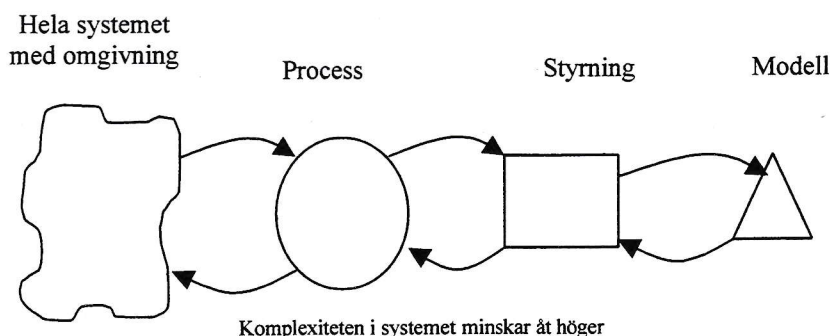 Hela systemet
med omgivning
Process
Styrning
Modell
Komplexiteten i systemet minskar åt höger